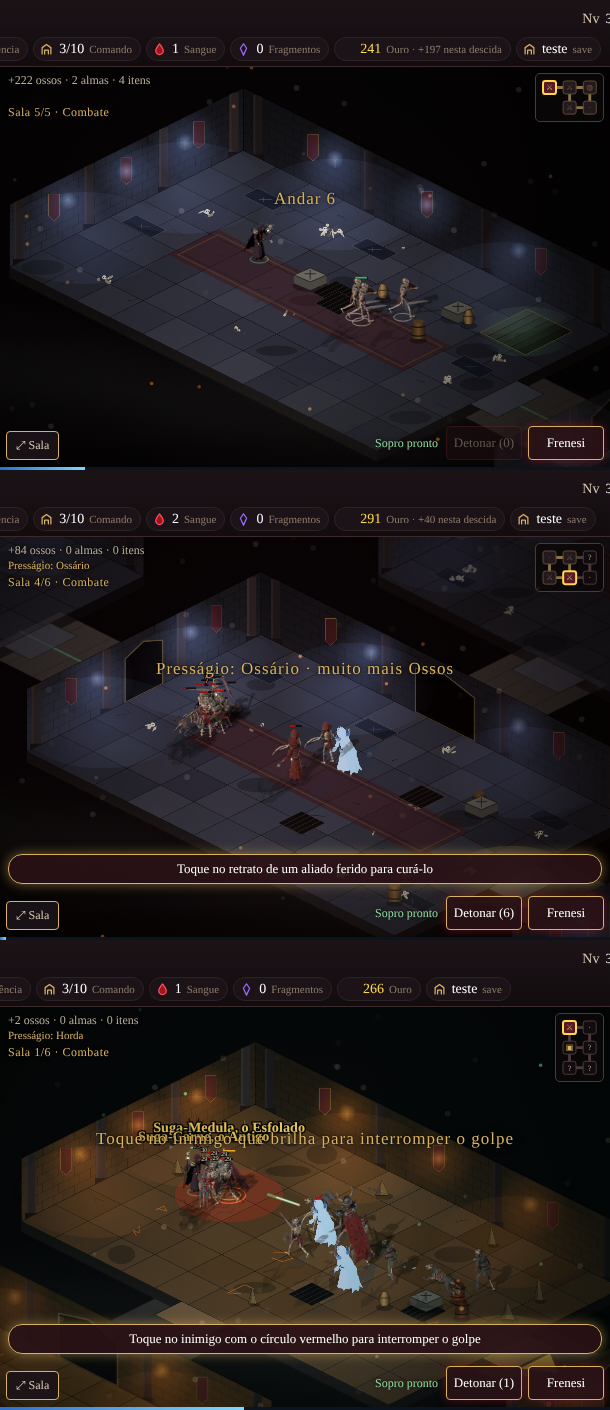 Nv 3
ência 3/10 Comando 1 Sangue 0 Fragmentos 241 Ouro · +197 nesta descida teste save
+222 ossos · 2 almas · 4 itens
Sala 5/5 · Combate
Andar 6
Sala Sopro pronto Detonar (0) Frenesi
Nv 3
ência 3/10 Comando 2 Sangue 0 Fragmentos 291 Ouro · +40 nesta descida teste save
+84 ossos · 0 almas · 0 itens
Presságio: Ossário
Sala 4/6 · Combate
Presságio: Ossário · muito mais Ossos
Toque no retrato de um aliado ferido para curá-lo
Sala Sopro pronto Detonar (6) Frenesi
Nv 3
ência 3/10 Comando 1 Sangue 0 Fragmentos 266 Ouro teste save
+2 ossos · 0 almas · 0 itens
Presságio: Horda
Sala 1/6 · Combate
Suga-Medula, o Esfolado
Toque no inimigo que brilha para interromper o golpe
Toque no inimigo com o círculo vermelho para interromper o golpe
Sala Sopro pronto Detonar (1) Frenesi